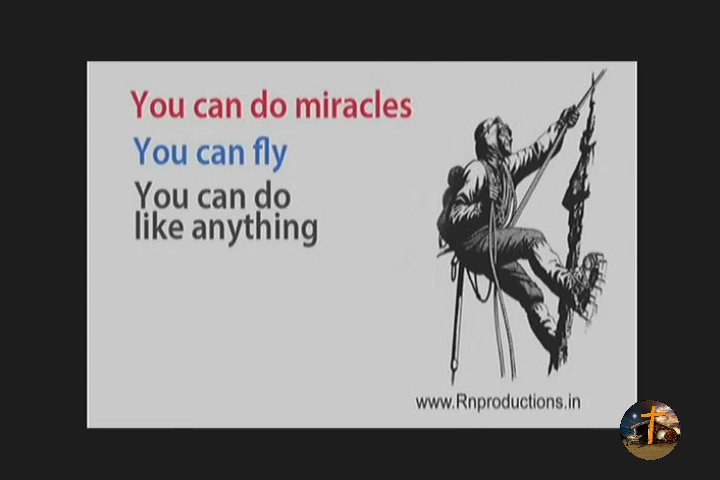 You can do miracles
You can fly
You can do
like anything
www.Rnproductions.in